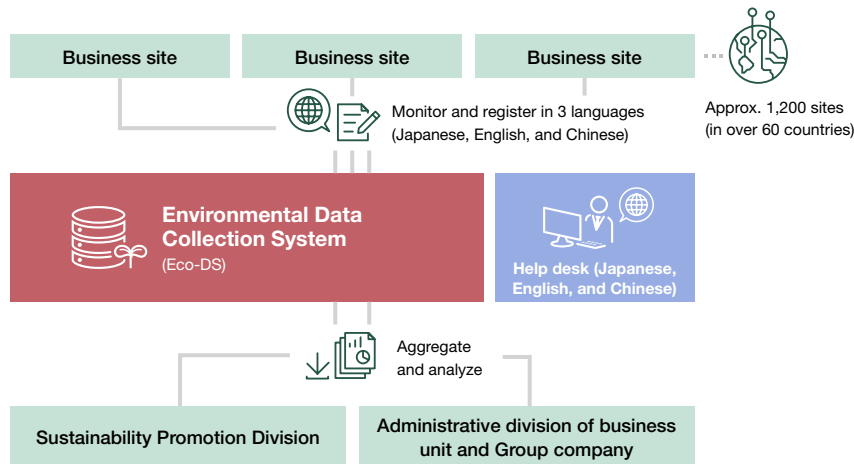 Business site
Business site
Business site
Monitor and register in 3 languages
(Japanese, English, and Chinese)
Approx. 1,200 sites
(in over 60 countries)
Environmental Data
Collection System
(Eco-DS)
Help desk (Japanese,
English, and Chinese)
Aggregate
and analyze
Sustainability Promotion Division
Administrative division of business
unit and Group company